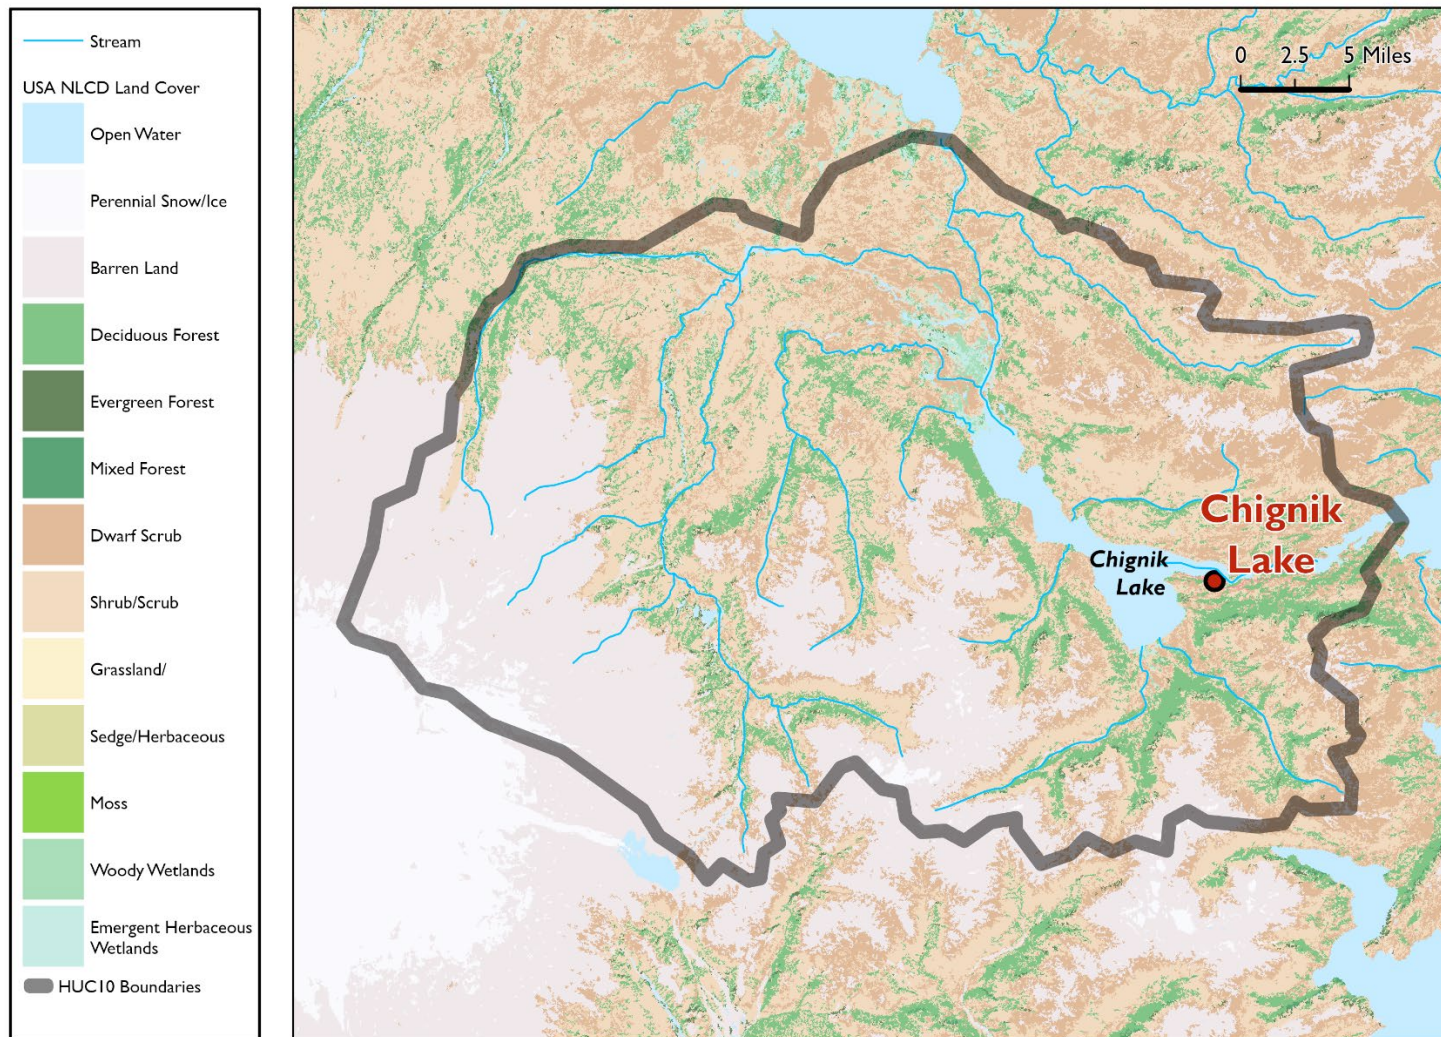 Stream
USA NLCD Land Cover
Open Water
Perennial Snow/Ice
Barren Land
Deciduous Forest
Evergreen Forest
Mixed Forest
Dwarf Scrub
Shrub/Scrub
Grassland/
Sedge/Herbaceous
Moss
Woody Wetlands
Emergent Herbaceous
Wetlands
HUC10 Boundaries
0 2.5 5 Miles
Chignik
Lake
Chignik
Lake